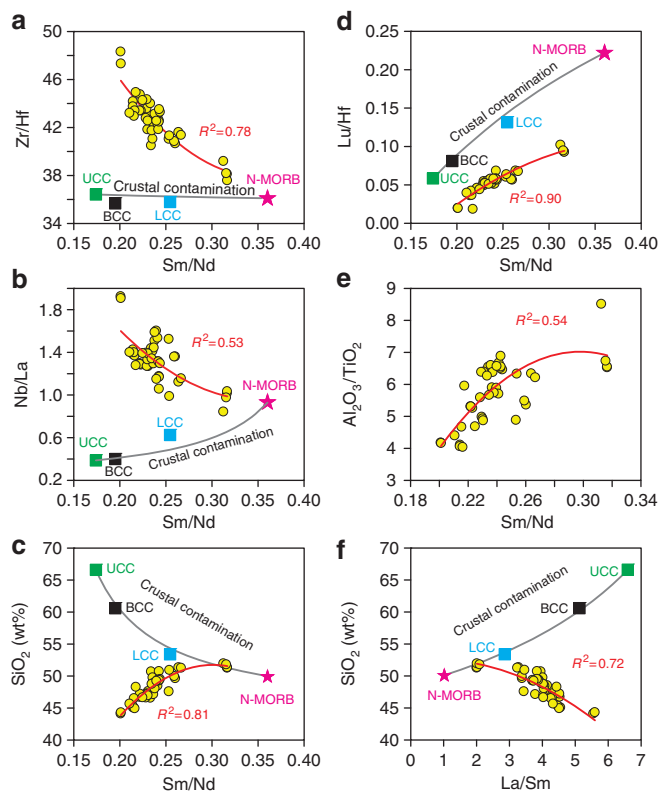 a
50
48
44
40
36
Zr/Hf
R²=0.78
UCC
Crustal contamination
N-MORB
BCC
LCC
0.15 0.20 0.25 0.30 0.35 0.40
Sm/Nd
d
0.25
0.20
0.15
0.10
0.05
0.00
Lu/Hf
N-MORB
Crustal contamination
LCC
BCC
UCC
R²=0.90
0.15 0.20 0.25 0.30 0.35 0.40
Sm/Nd
b
1.8
1.4
1.0
0.6
0.2
Nb/La
R²=0.53
N-MORB
LCC
UCC
BCC
Crustal contamination
0.15 0.20 0.25 0.30 0.35 0.40
Sm/Nd
e
9
8
7
6
5
4
3
Al₂O₃/TiO₂
R²=0.54
0.18 0.22 0.26 0.30 0.34
Sm/Nd
c
70
65
60
55
50
45
40
SiO₂ (wt%)
UCC
BCC
Crustal contamination
LCC
N-MORB
R²=0.81
0.15 0.20 0.25 0.30 0.35 0.40
Sm/Nd
f
70
65
60
55
50
45
40
SiO₂ (wt%)
UCC
Crustal contamination
BCC
LCC
N-MORB
R²=0.72
0 1 2 3 4 5 6 7
La/Sm